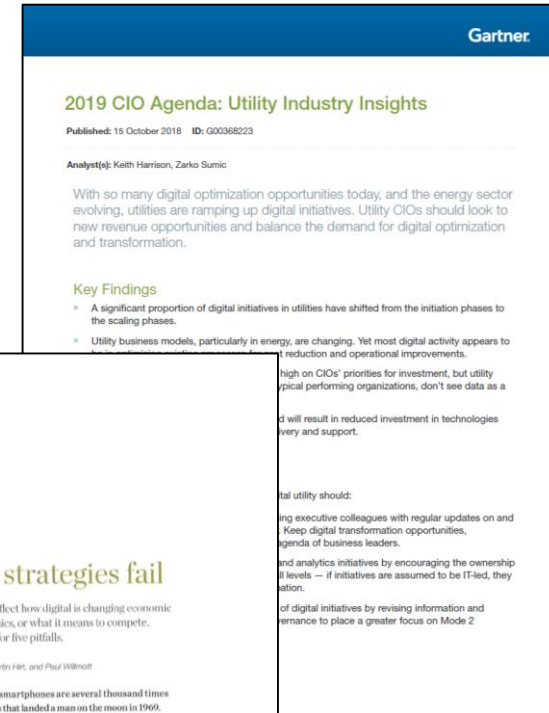 Gartner.
2019 CIO Agenda: Utility Industry Insights
Published: 15 October 2018 ID: G00368223
Analyst(s): Keith Harrison, Zarko Sumic
With so many digital optimization opportunities today, and the energy sector
evolving, utilities are ramping up digital initiatives. Utility CIOs should look to
new revenue opportunities and balance the demand for digital optimization
and transformation.
Key Findings
A significant proportion of digital initiatives in utilities have shifted from the initiation phases to
the scaling phases.
Utility business models, particularly in energy, are changing. Yet most digital activity appears to
t reduction and operational improvements.
high on CIOs' priorities for investment, but utility
ypical performing organizations, don't see data as a
d will result in reduced investment in technologies
ivery and support.
ital utility should:
ing executive colleagues with regular updates on and
. Keep digital transformation opportunities,
agenda of business leaders.
and analytics initiatives by encouraging the ownership
ll levels — if initiatives are assumed to be IT-led, they
ation.
of digital initiatives by revising information and
ernance to place a greater focus on Mode 2
strategies fail
flect how digital is changing economic
ics, or what it means to compete.
or five pitfalls.
rtin Hirt, and Paul Willmott
smartphones are several thousand times
s that landed a man on the moon in 1969.